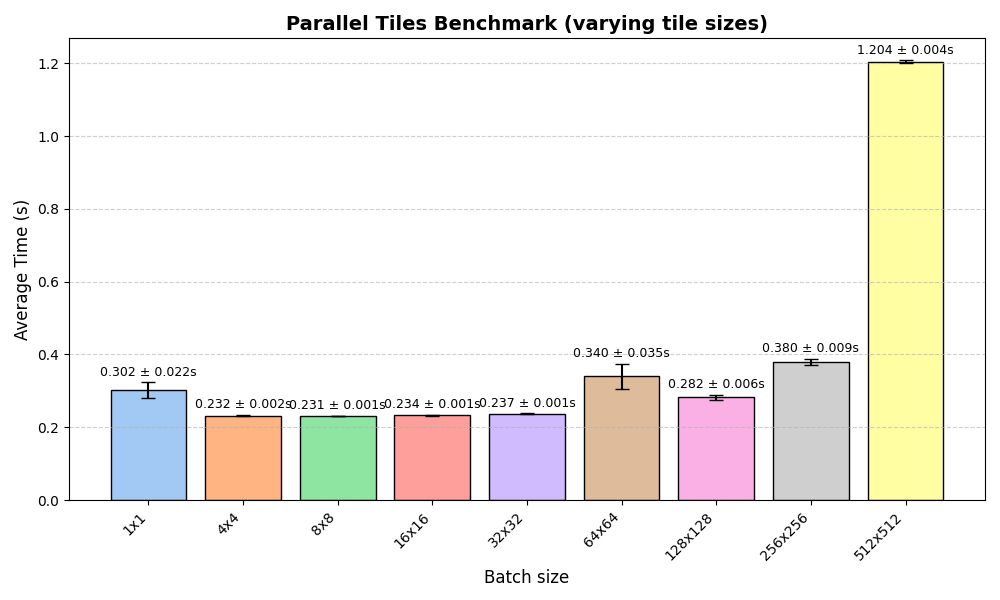 Parallel Tiles Benchmark (varying tile sizes)
Average Time (s)
1.2
1.0
0.8
0.6
0.4
0.2
0.0
0.302 ± 0.022s
0.232 ± 0.002s
0.231 ± 0.001s
0.234 ± 0.001s
0.237 ± 0.001s
0.340 ± 0.035s
0.282 ± 0.006s
0.380 ± 0.009s
1.204 ± 0.004s
1x1
4x4
8x8
16x16
32x32
64x64
128x128
256x256
512x512
Batch size